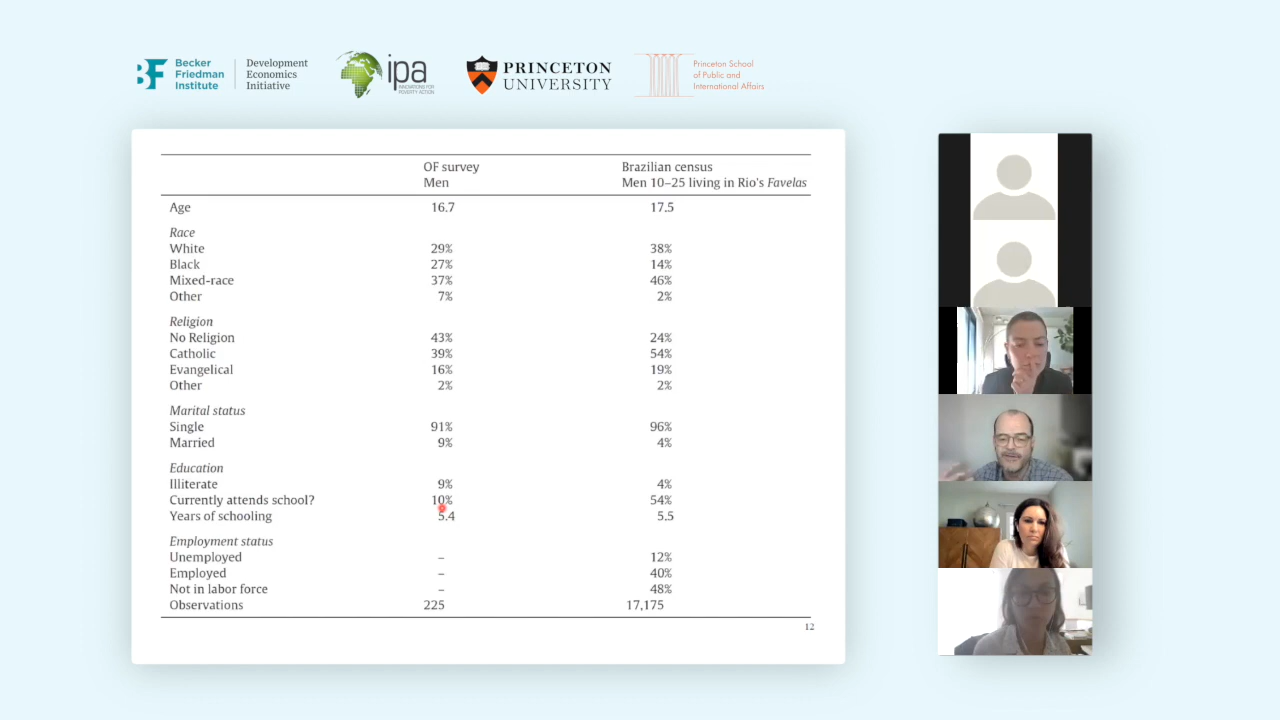 Becker
Friedman
Institute
Development
Economics
Initiative
ipa
INNOVATIONS FOR
POVERTY ACTION
PRINCETON
UNIVERSITY
Princeton School
of Public and
International Affairs
OF survey Brazilian census
Men Men 10–25 living in Rio's Favelas
Age 16.7 17.5
Race
White 29% 38%
Black 27% 14%
Mixed-race 37% 46%
Other 7% 2%
Religion
No Religion 43% 24%
Catholic 39% 54%
Evangelical 16% 19%
Other 2% 2%
Marital status
Single 91% 96%
Married 9% 4%
Education
Illiterate 9% 4%
Currently attends school? 10% 54%
Years of schooling 5.4 5.5
Employment status
Unemployed – 12%
Employed – 40%
Not in labor force – 48%
Observations 225 17,175
12